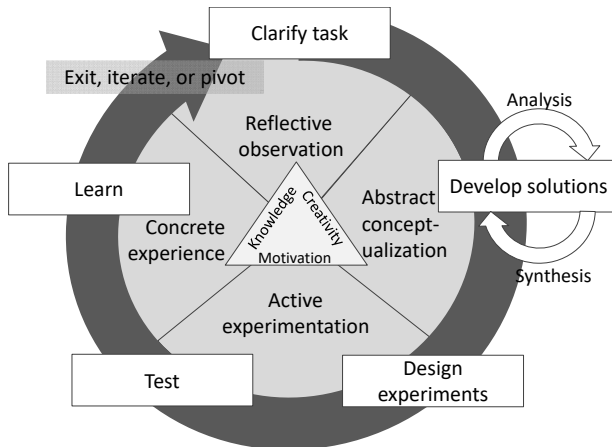 Clarify task
Exit, iterate, or pivot
Analysis
Reflective
observation
Learn
Develop solutions
Knowledge
Creativity
Motivation
Abstract
concept-
ualization
Concrete
experience
Synthesis
Active
experimentation
Test
Design
experiments